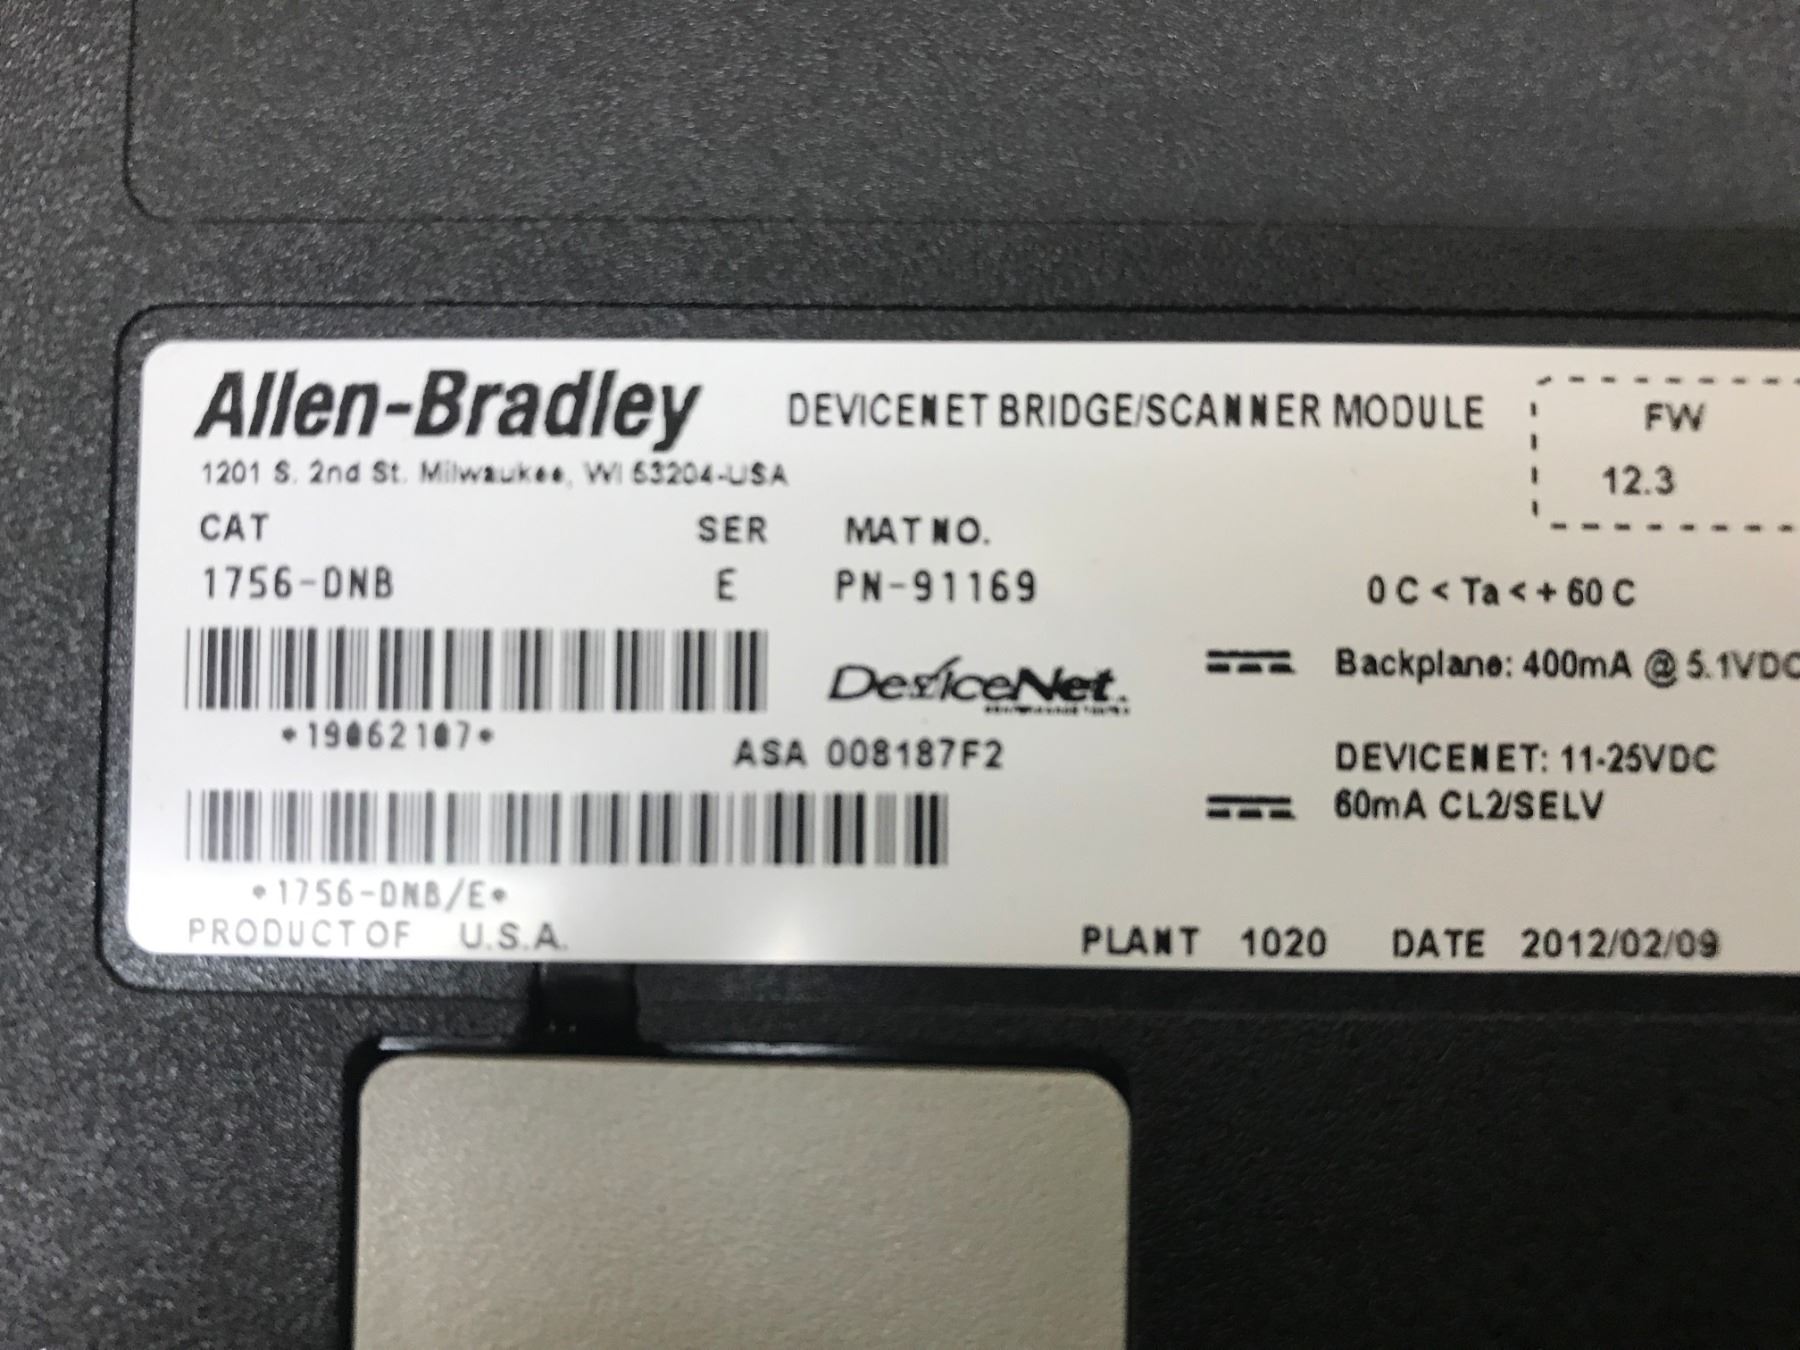 Allen-Bradley DEVICENET BRIDGE/SCANNER MODULE FW
1201 S. 2nd St. Milwaukee, WI 53204-USA 12.3
CAT SER MAT NO.
1756-DNB E PN-91169 0 C < Ta < + 60 C
DeviceNet. Backplane: 400mA @ 5.1VDC
*19062107*
ASA 008187F2 DEVICENET: 11-25VDC
60mA CL2/SELV
*1756-DNB/E*
PRODUCT OF U.S.A. PLANT 1020 DATE 2012/02/09